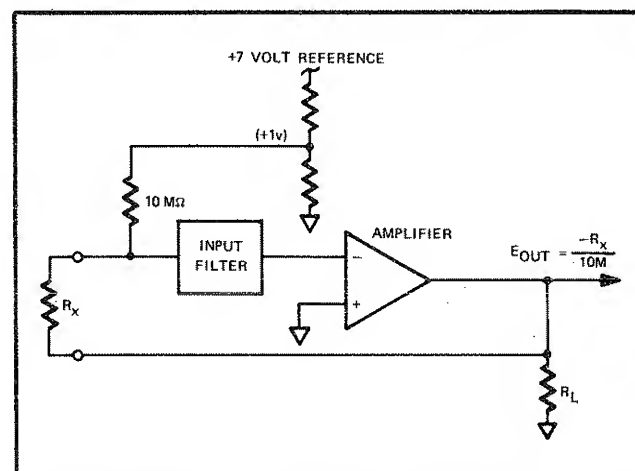 +7 VOLT REFERENCE
(+1v)
10 MΩ
AMPLIFIER
INPUT
FILTER
−
+
E_OUT = −R_x/10M
R_x
R_L